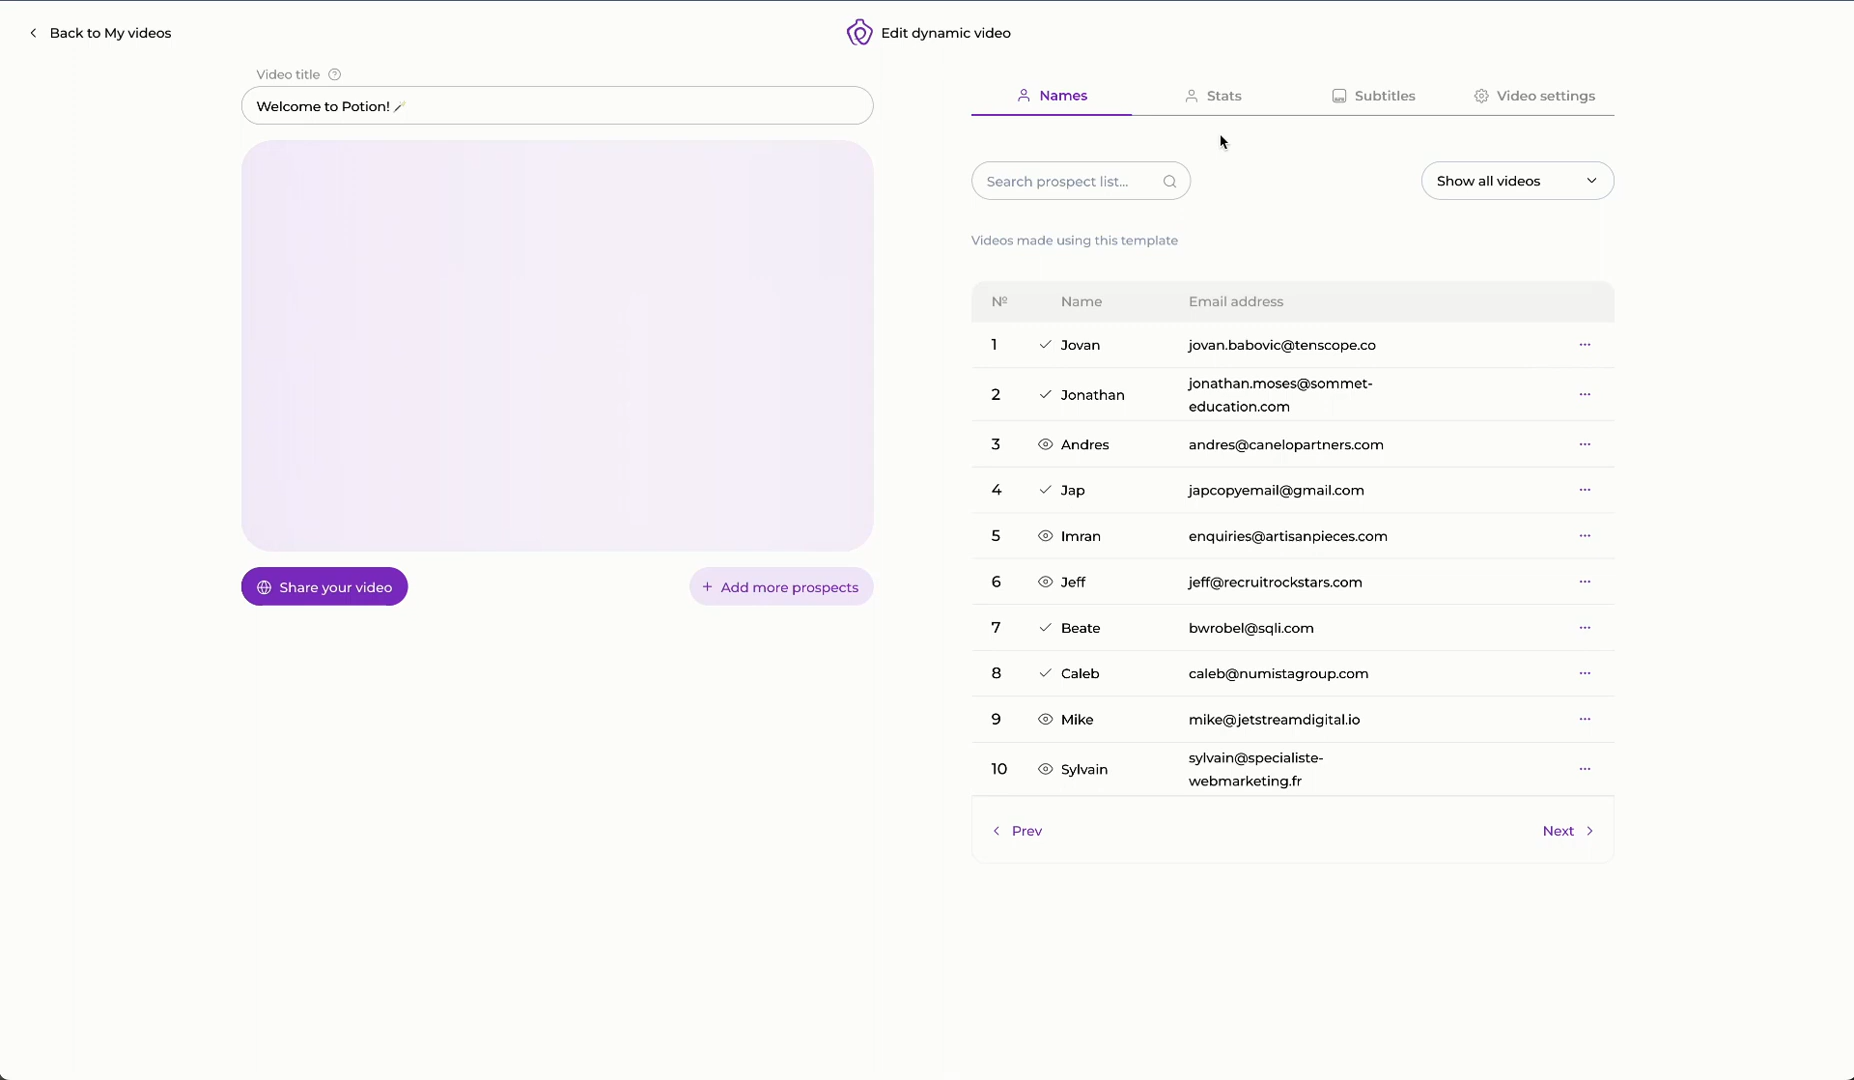 Back to My videos
Edit dynamic video
Video title
Welcome to Potion! 🪄
Share your video
+ Add more prospects
Names
Stats
Subtitles
Video settings
Search prospect list...
Show all videos
Videos made using this template
№ Name Email address
1 Jovan jovan.babovic@tenscope.co
2 Jonathan jonathan.moses@sommet-
education.com
3 Andres andres@canelopartners.com
4 Jap japcopyemail@gmail.com
5 Imran enquiries@artisanpieces.com
6 Jeff jeff@recruitrockstars.com
7 Beate bwrobel@sqli.com
8 Caleb caleb@numistagroup.com
9 Mike mike@jetstreamdigital.io
10 Sylvain sylvain@specialiste-
webmarketing.fr
Prev
Next